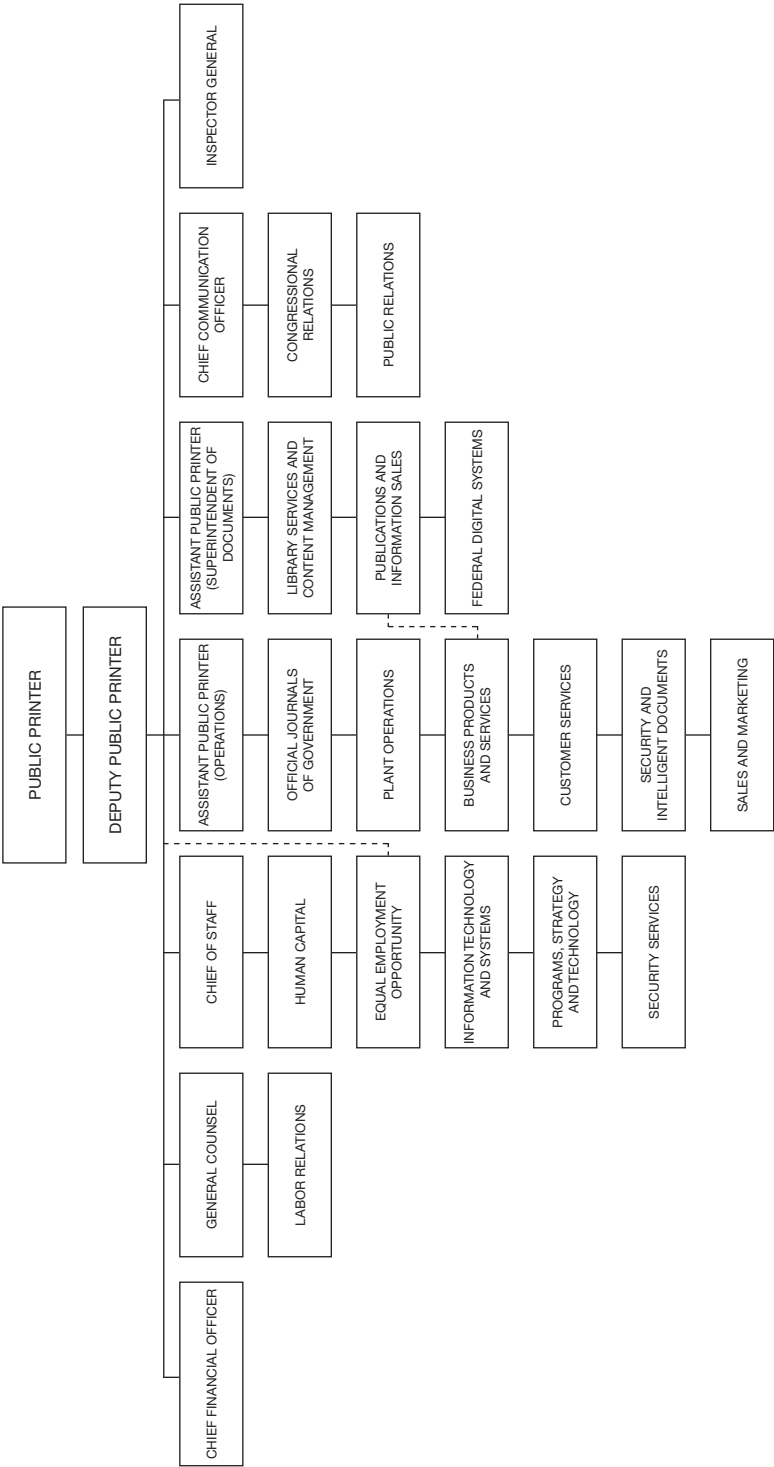 PUBLIC PRINTER
DEPUTY PUBLIC PRINTER
CHIEF FINANCIAL OFFICER
GENERAL COUNSEL
LABOR RELATIONS
CHIEF OF STAFF
HUMAN CAPITAL
EQUAL EMPLOYMENT
OPPORTUNITY
INFORMATION TECHNOLOGY
AND SYSTEMS
PROGRAMS, STRATEGY
AND TECHNOLOGY
SECURITY SERVICES
ASSISTANT PUBLIC PRINTER
(OPERATIONS)
OFFICIAL JOURNALS
OF GOVERNMENT
PLANT OPERATIONS
BUSINESS PRODUCTS
AND SERVICES
CUSTOMER SERVICES
SECURITY AND
INTELLIGENT DOCUMENTS
SALES AND MARKETING
ASSISTANT PUBLIC PRINTER
(SUPERINTENDENT OF
DOCUMENTS)
LIBRARY SERVICES AND
CONTENT MANAGEMENT
PUBLICATIONS AND
INFORMATION SALES
FEDERAL DIGITAL SYSTEMS
CHIEF COMMUNICATION
OFFICER
CONGRESSIONAL
RELATIONS
PUBLIC RELATIONS
INSPECTOR GENERAL